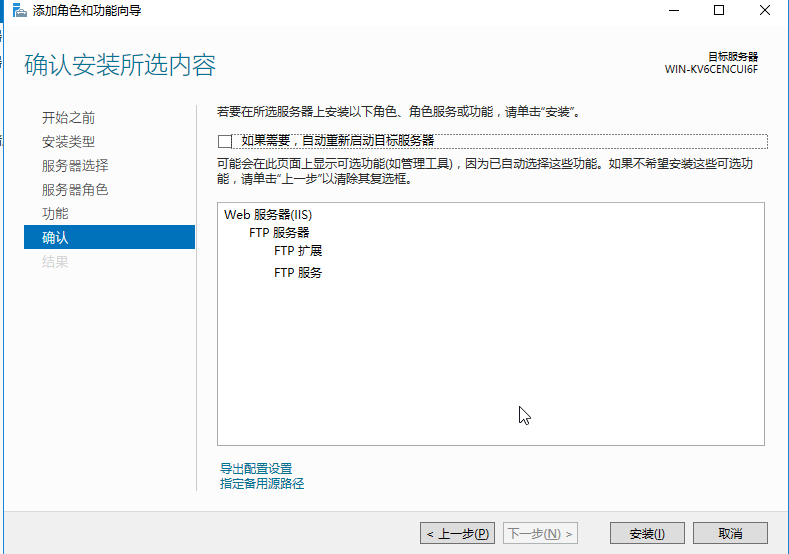 添加角色和功能向导
确认安装所选内容
目标服务器
WIN-KV6CENCUI6F
开始之前
安装类型
服务器选择
服务器角色
功能
确认
结果
若要在所选服务器上安装以下角色、角色服务或功能，请单击“安装”。
如果需要，自动重新启动目标服务器
可能会在此页面上显示可选功能(如管理工具)，因为已自动选择这些功能。如果不希望安装这些可选功
能，请单击“上一步”以清除其复选框。
Web 服务器(IIS)
FTP 服务器
FTP 扩展
FTP 服务
导出配置设置
指定备用源路径
< 上一步(P)
下一步(N) >
安装(I)
取消